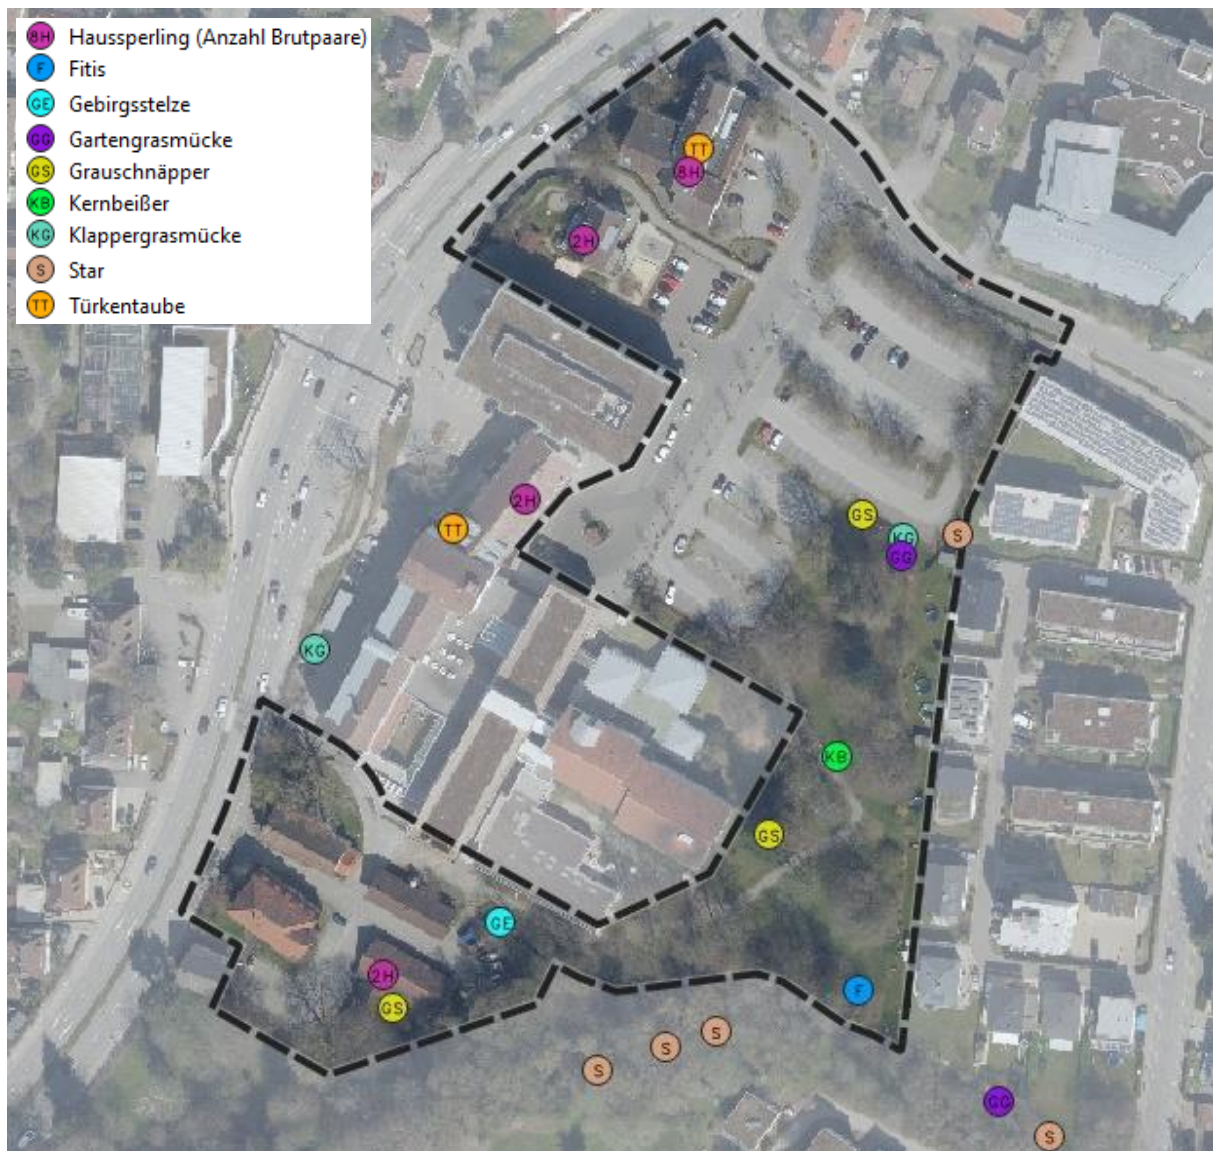 8H Haussperling (Anzahl Brutpaare)
F Fitis
GE Gebirgsstelze
GG Gartengrasmücke
GS Grauschnäpper
KB Kernbeißer
KG Klappergrasmücke
S Star
TT Türkentaube
TT
8H
2H
2H
GS
KG
S
TT
GG
KG
KB
GS
GE
2H
F
GS
S
S
S
GG
S